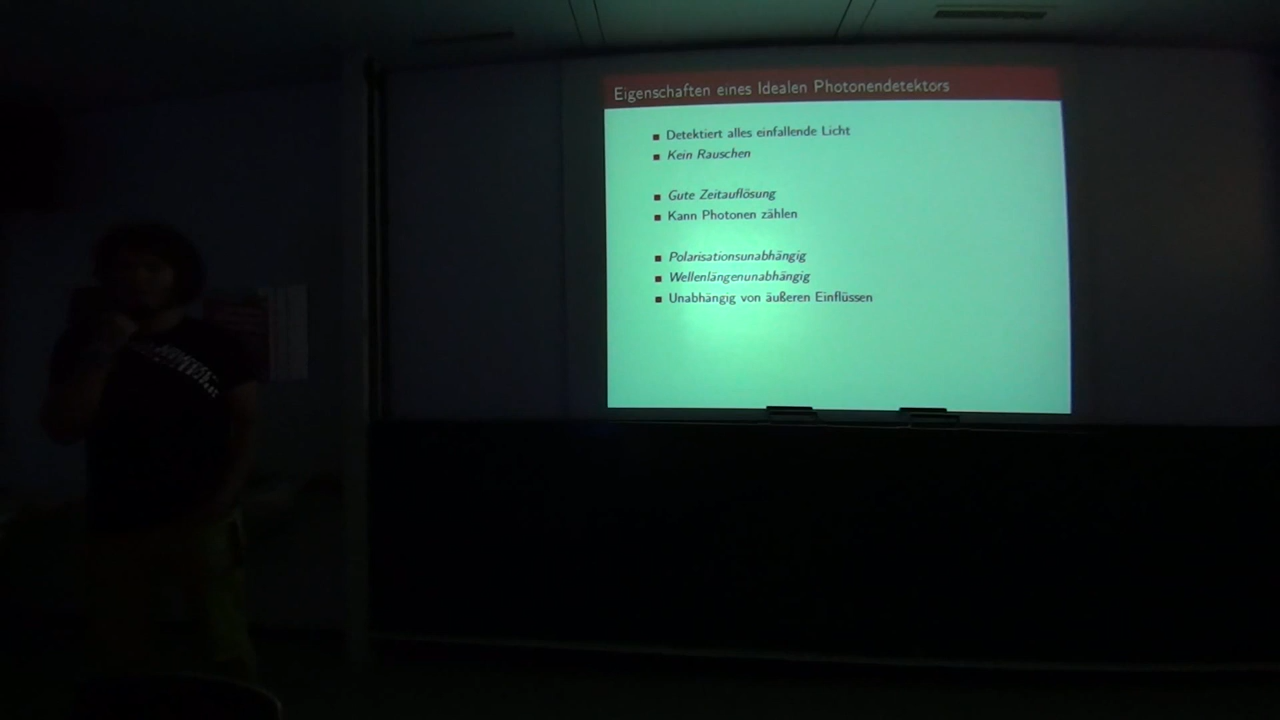 Eigenschaften eines Idealen Photonendetektors
Detektiert alles einfallende Licht
Kein Rauschen
Gute Zeitauflösung
Kann Photonen zählen
Polarisationsunabhängig
Wellenlängenunabhängig
Unabhängig von äußeren Einflüssen